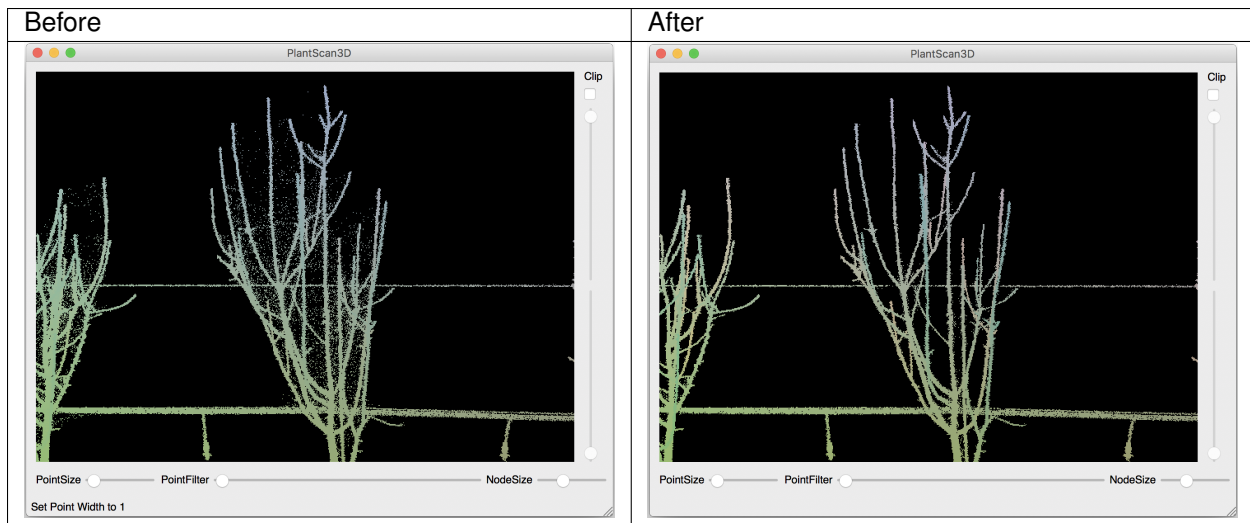 Before
After
PlantScan3D
PlantScan3D
Clip
Clip
PointSize
PointFilter
NodeSize
PointSize
PointFilter
NodeSize
Set Point Width to 1